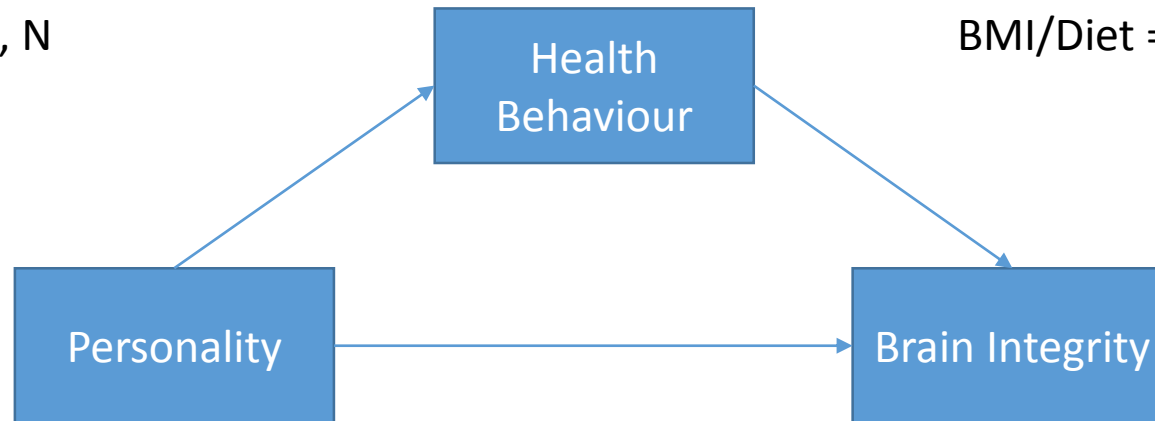 , N
BMI/Diet =
Health
Behaviour
Personality
Brain Integrity